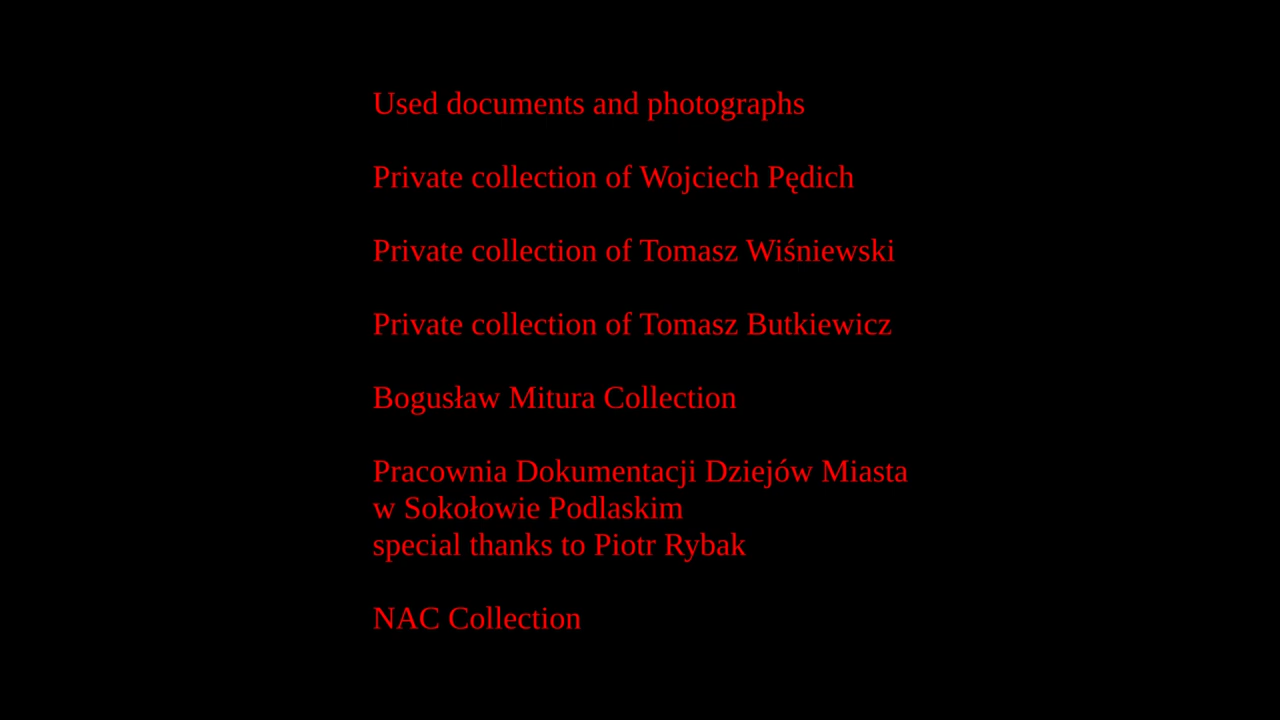 Used documents and photographs
Private collection of Wojciech Pędich
Private collection of Tomasz Wiśniewski
Private collection of Tomasz Butkiewicz
Bogusław Mitura Collection
Pracownia Dokumentacji Dziejów Miasta
w Sokołowie Podlaskim
special thanks to Piotr Rybak
NAC Collection